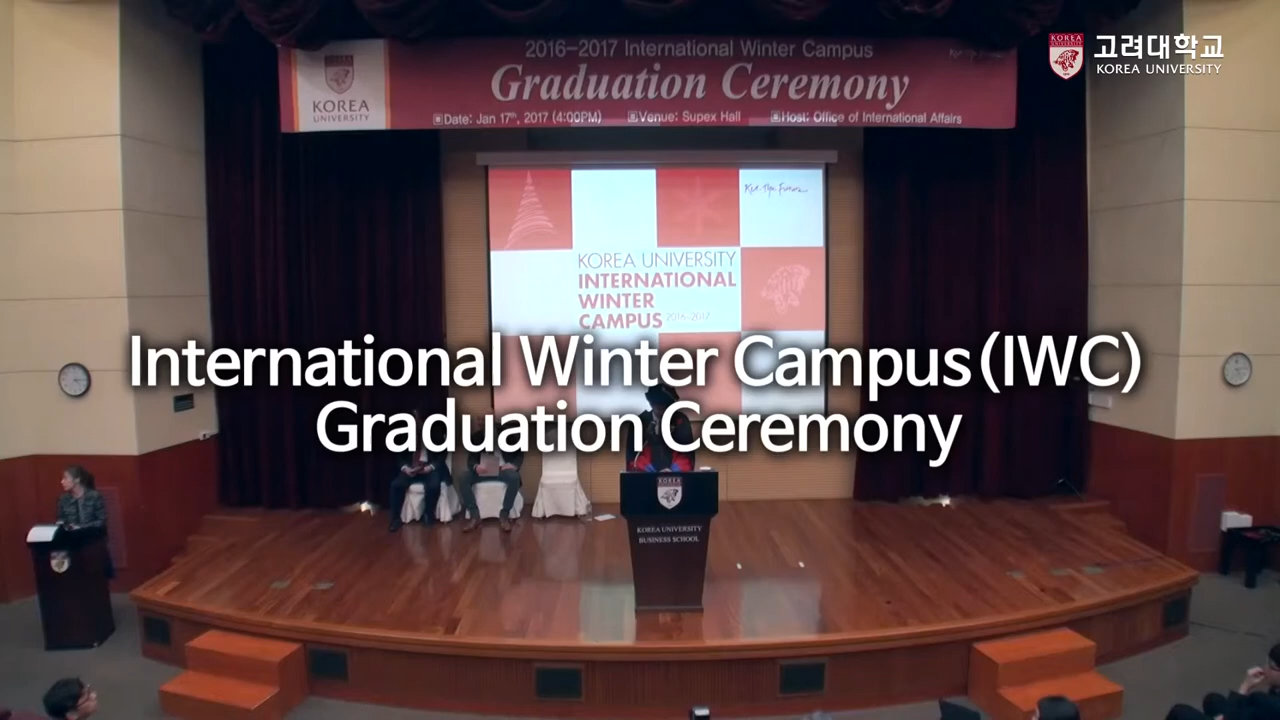 2016-2017 International Winter Campus
Graduation Ceremony
KOREA
UNIVERSITY
▣Date: Jan 17th, 2017 (4:00PM) ▣Venue: Supex Hall ▣Host: Office of International Affairs
KOREA
고려대학교
KOREA UNIVERSITY
KOREA UNIVERSITY
INTERNATIONAL
WINTER
CAMPUS 2016-2017
International Winter Campus(IWC)
Graduation Ceremony
KOREA
KOREA UNIVERSITY
BUSINESS SCHOOL